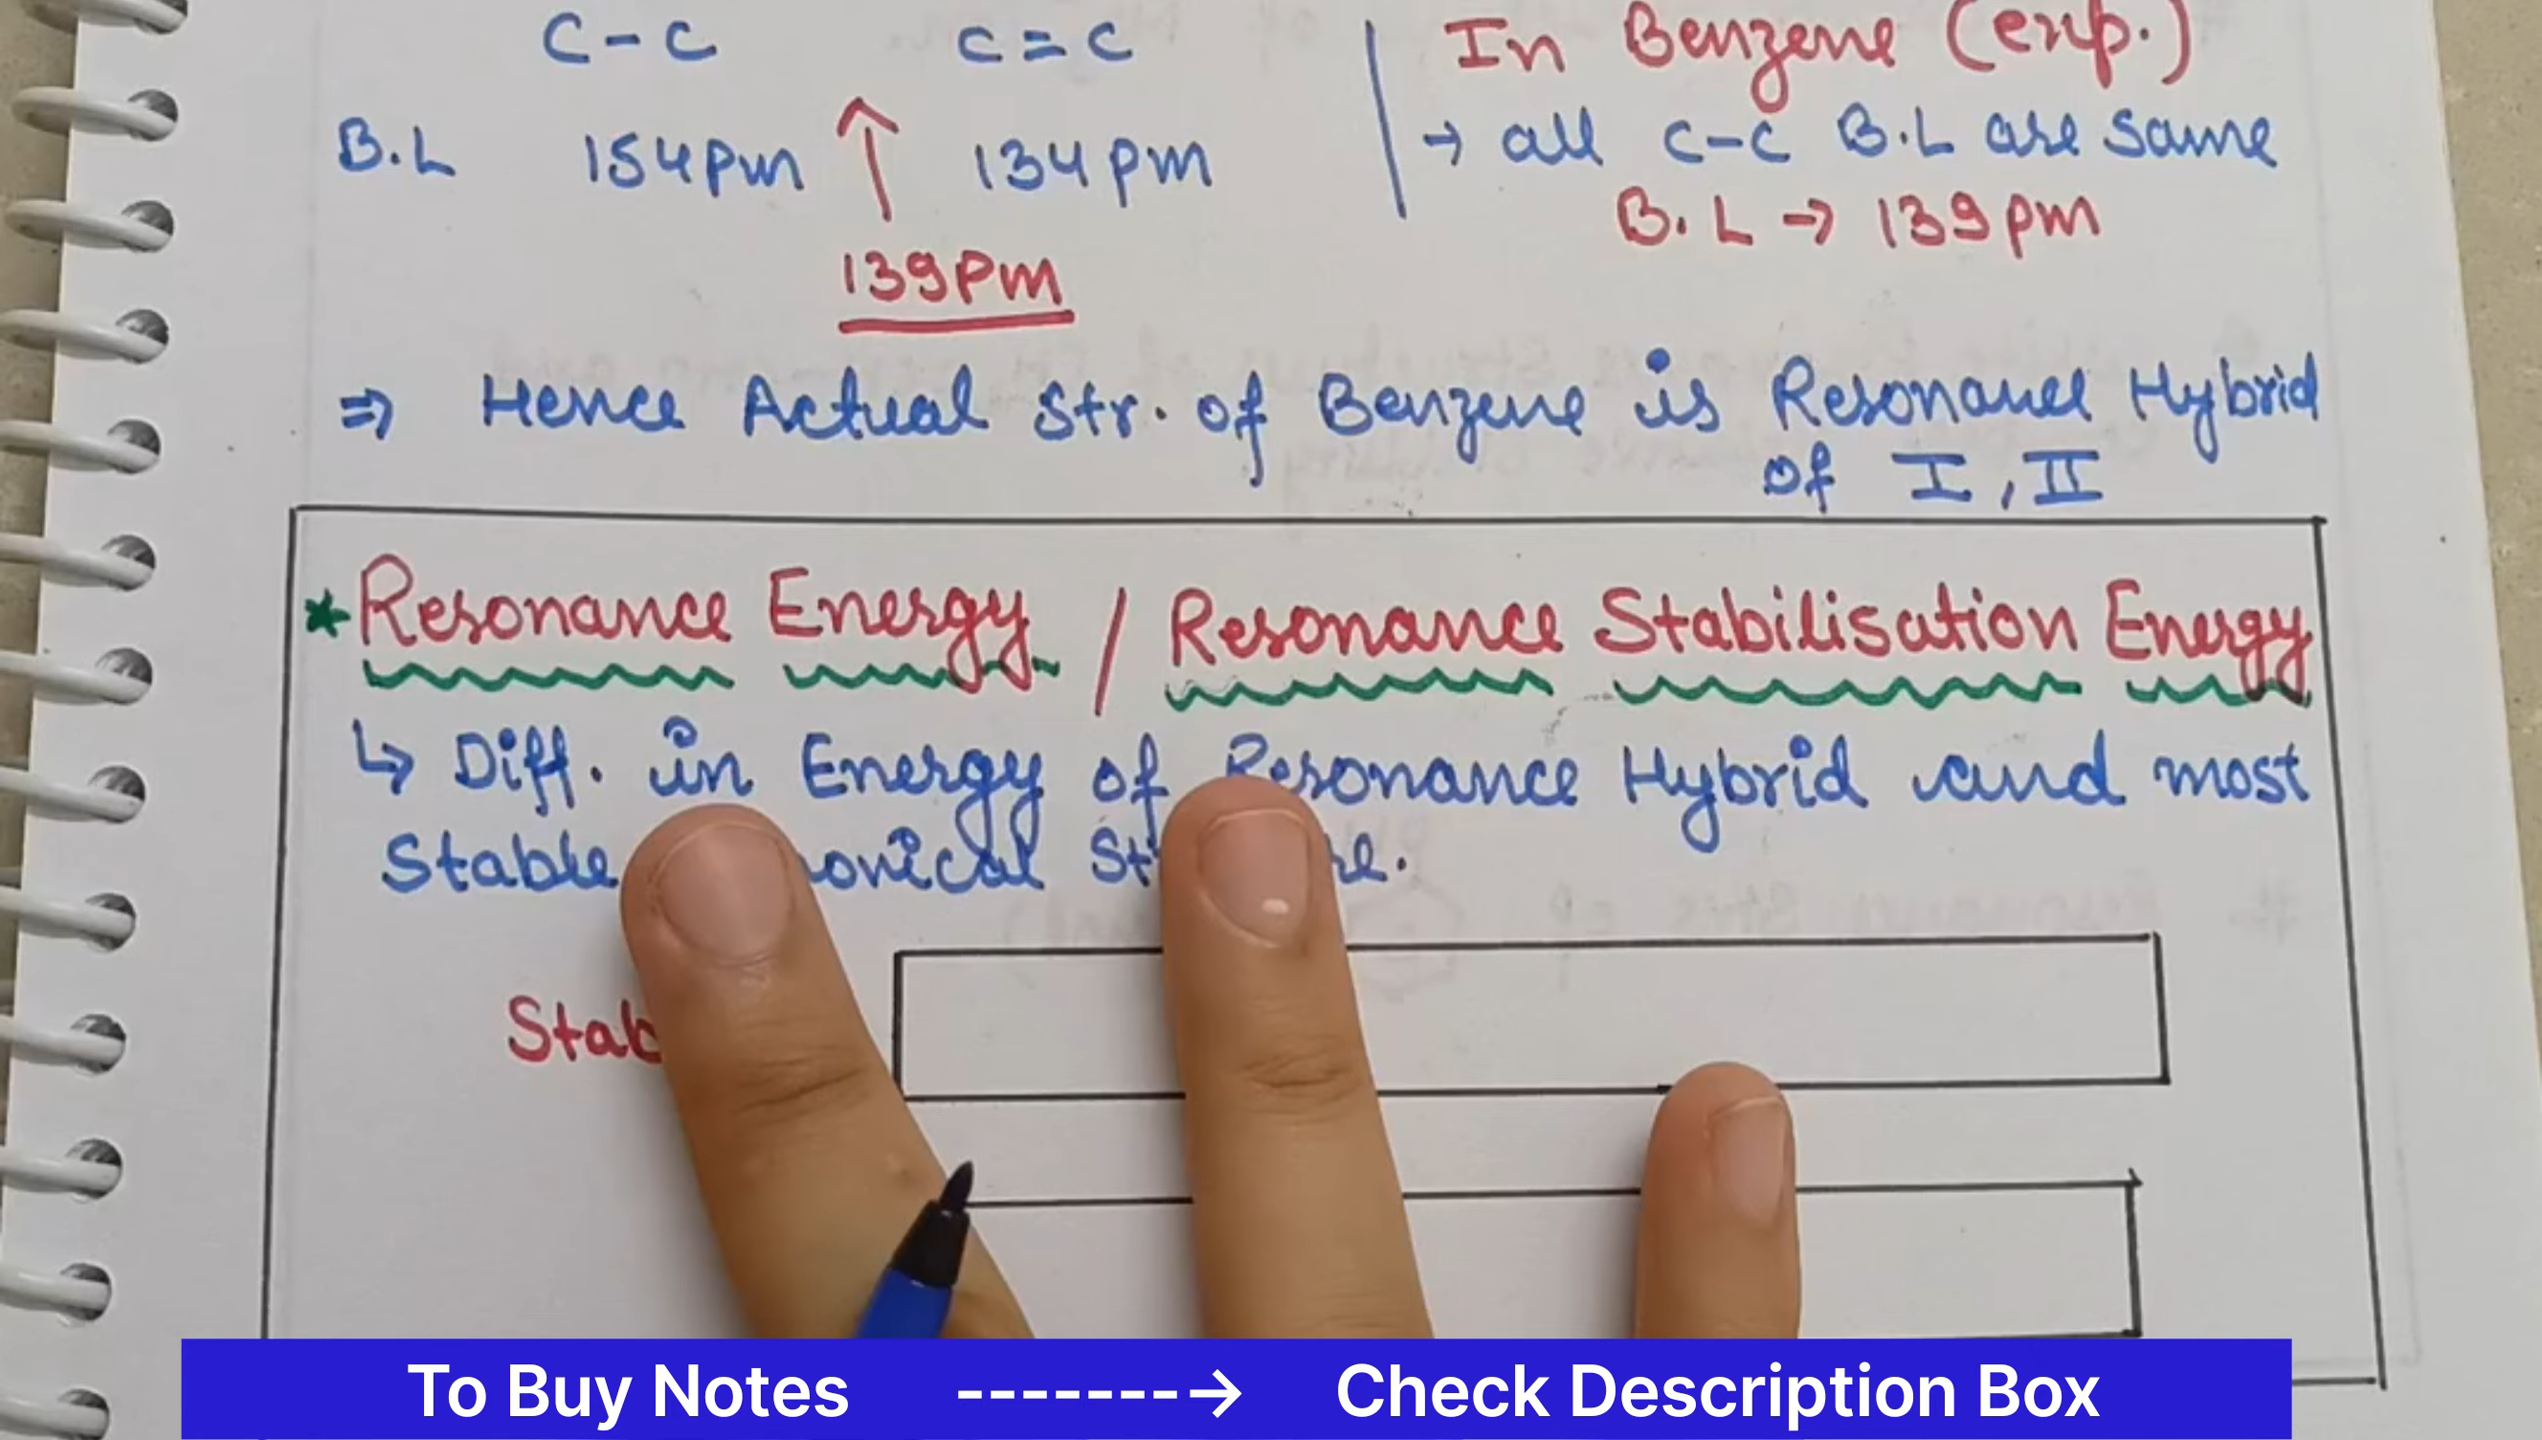 C-C C=C
In Benzene (exp.)
B.L 154pm 134pm
→ all C-C B.L are same
B.L → 139pm
139pm
⇒ Hence Actual Str. of Benzene is Resonance Hybrid
of I, II
*Resonance Energy / Resonance Stabilisation Energy
↳ Diff. in Energy of Resonance Hybrid and most
Stable
Stab
To Buy Notes -------→ Check Description Box